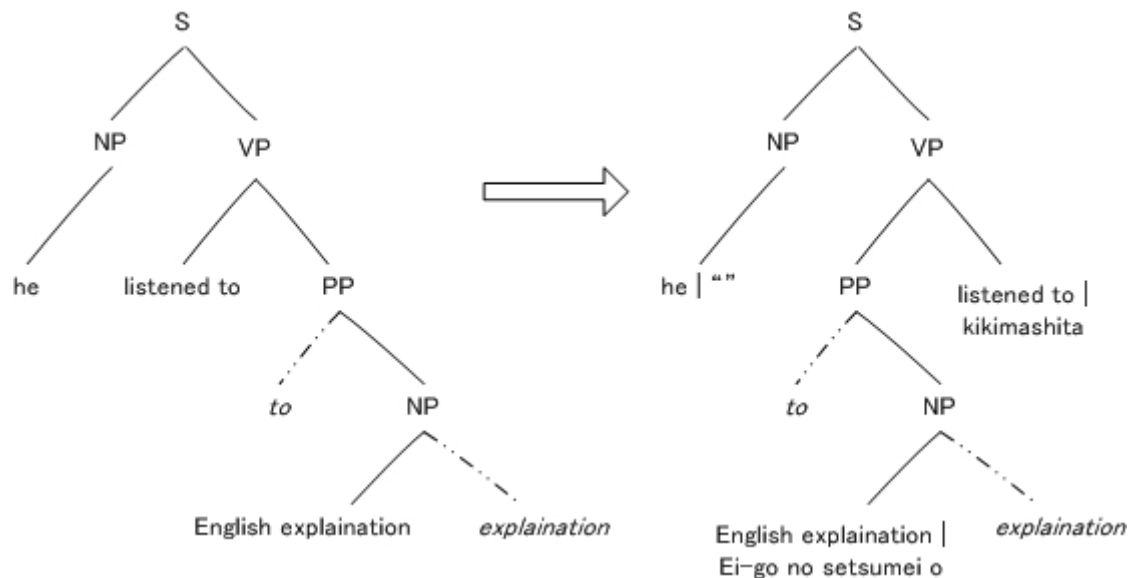 S
NP
VP
he
listened to
PP
to
NP
English explaination
explaination
S
NP
VP
he | “”
PP
listened to |
kikimashita
to
NP
English explaination |
Ei-go no setsumei o
explaination